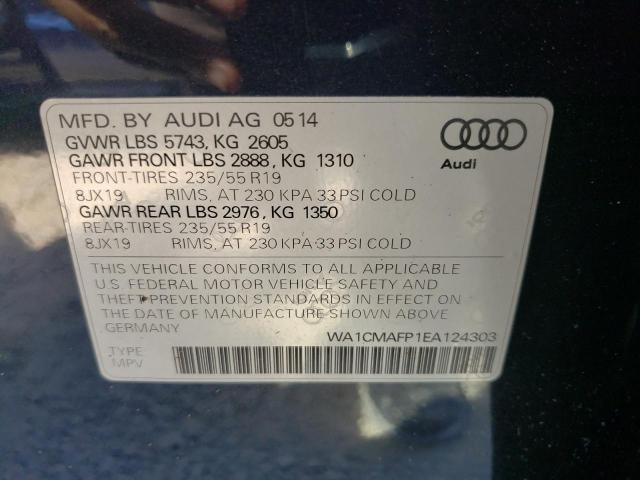 MFD. BY AUDI AG 0514
GVWR LBS 5743, KG 2605
GAWR FRONT LBS 2888, KG 1310
FRONT-TIRES 235/55 R19
8JX19 RIMS, AT 230 KPA 33 PSI COLD
GAWR REAR LBS 2976, KG 1350
REAR-TIRES 235/55 R19
8JX19 RIMS, AT 230 KPA 33 PSI COLD
Audi
THIS VEHICLE CONFORMS TO ALL APPLICABLE
U.S. FEDERAL MOTOR VEHICLE SAFETY AND
THEFT PREVENTION STANDARDS IN EFFECT ON
THE DATE OF MANUFACTURE SHOWN ABOVE
GERMANY
WA1CMAFP1EA124303
TYPE:
MPV